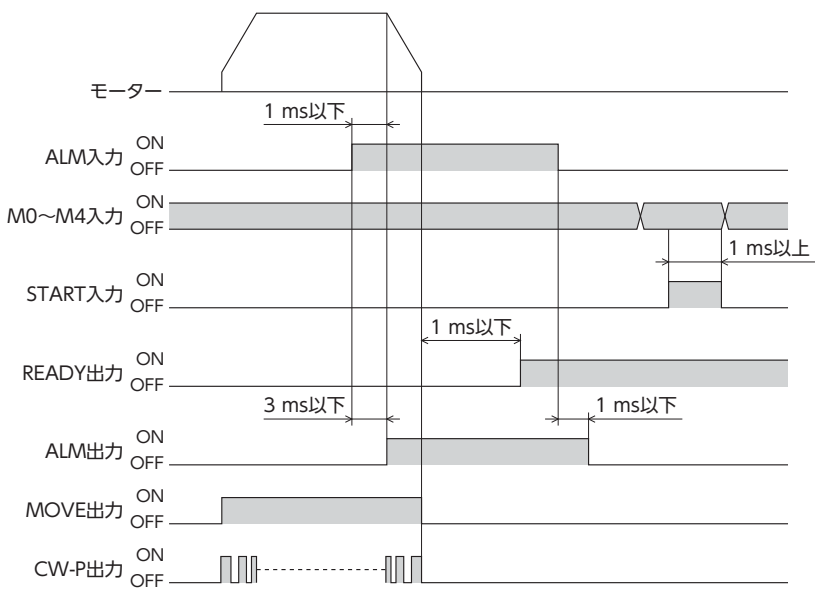 モーター
1 ms以下
ALM入力 ON
OFF
M0～M4入力 ON
OFF
1 ms以上
START入力 ON
OFF
1 ms以下
READY出力 ON
OFF
3 ms以下
1 ms以下
ALM出力 ON
OFF
MOVE出力 ON
OFF
CW-P出力 ON
OFF